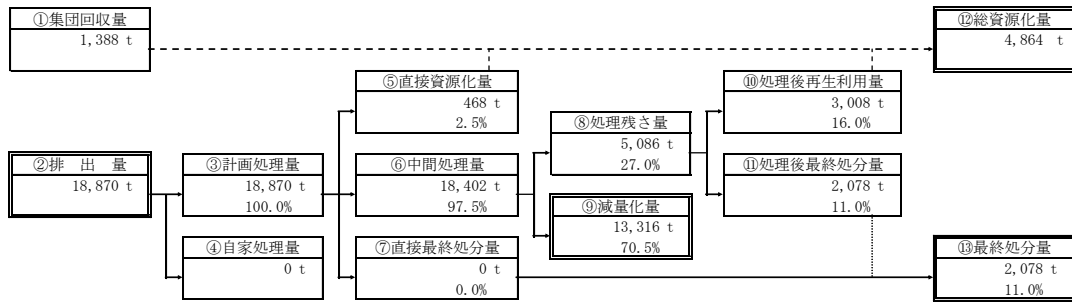 ①集団回収量
1,388 t
⑫総資源化量
4,864 t
⑤直接資源化量
468 t
2.5%
⑩処理後再生利用量
3,008 t
16.0%
⑧処理残さ量
5,086 t
27.0%
②排 出 量
18,870 t
③計画処理量
18,870 t
100.0%
⑥中間処理量
18,402 t
97.5%
⑪処理後最終処分量
2,078 t
11.0%
⑨減量化量
13,316 t
70.5%
④自家処理量
0 t
⑦直接最終処分量
0 t
0.0%
⑬最終処分量
2,078 t
11.0%